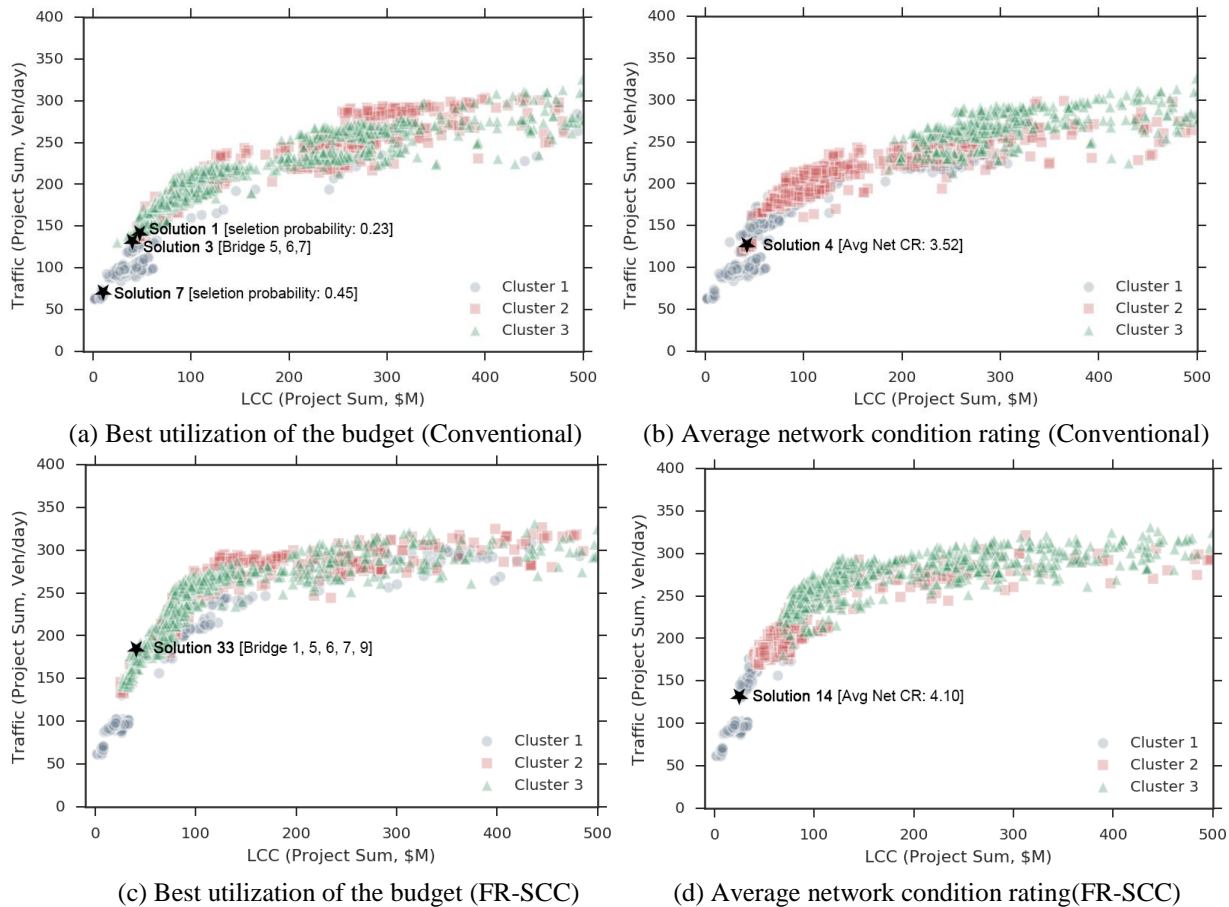 400
350
300
250
200
150
100
50
0
Traffic (Project Sum, Veh/day)
Solution 1 [seletion probability: 0.23]
Solution 3 [Bridge 5, 6,7]
Solution 7 [seletion probability: 0.45]
Cluster 1
Cluster 2
Cluster 3
0 100 200 300 400 500
LCC (Project Sum, $M)
(a) Best utilization of the budget (Conventional)
400
350
300
250
200
150
100
50
0
Traffic (Project Sum, Veh/day)
Solution 4 [Avg Net CR: 3.52]
Cluster 1
Cluster 2
Cluster 3
0 100 200 300 400 500
LCC (Project Sum, $M)
(b) Average network condition rating (Conventional)
400
350
300
250
200
150
100
50
0
Traffic (Project Sum, Veh/day)
Solution 33 [Bridge 1, 5, 6, 7, 9]
Cluster 1
Cluster 2
Cluster 3
0 100 200 300 400 500
LCC (Project Sum, $M)
(c) Best utilization of the budget (FR-SCC)
400
350
300
250
200
150
100
50
0
Traffic (Project Sum, Veh/day)
Solution 14 [Avg Net CR: 4.10]
Cluster 1
Cluster 2
Cluster 3
0 100 200 300 400 500
LCC (Project Sum, $M)
(d) Average network condition rating(FR-SCC)